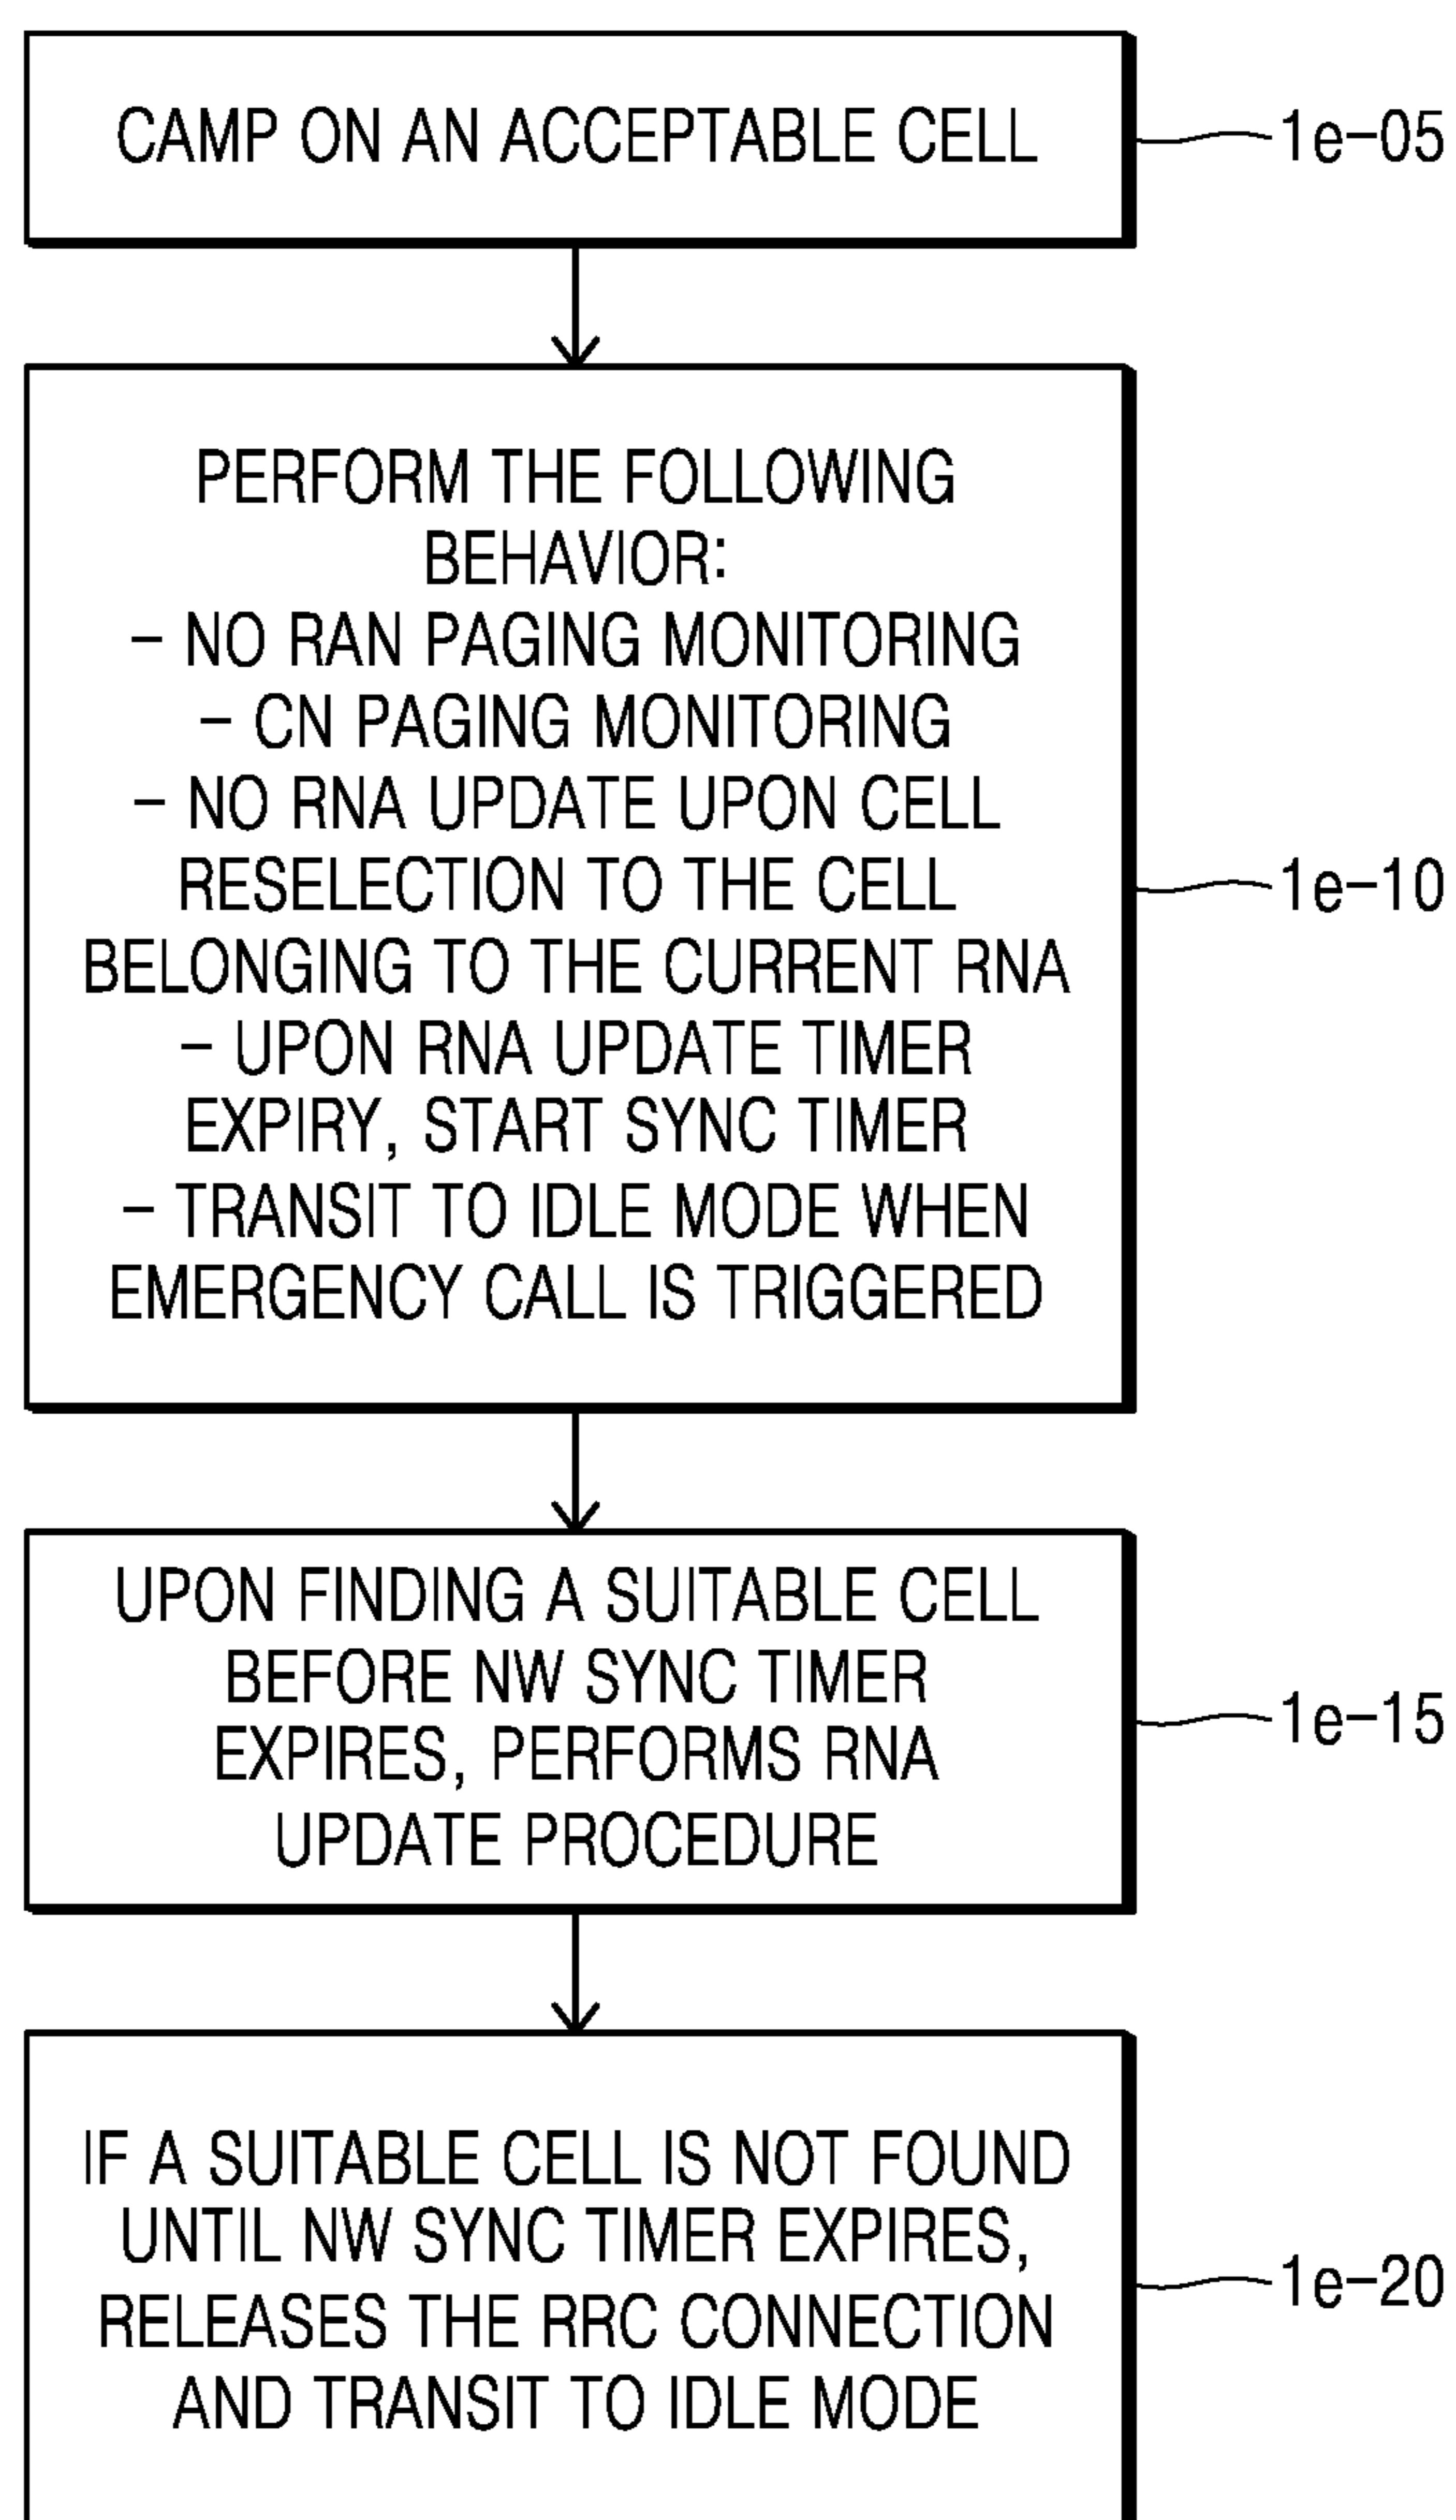 CAMP ON AN ACCEPTABLE CELL
1e-05
PERFORM THE FOLLOWING
BEHAVIOR:
- NO RAN PAGING MONITORING
- CN PAGING MONITORING
- NO RNA UPDATE UPON CELL
RESELECTION TO THE CELL
BELONGING TO THE CURRENT RNA
- UPON RNA UPDATE TIMER
EXPIRY, START SYNC TIMER
- TRANSIT TO IDLE MODE WHEN
EMERGENCY CALL IS TRIGGERED
1e-10
UPON FINDING A SUITABLE CELL
BEFORE NW SYNC TIMER
EXPIRES, PERFORMS RNA
UPDATE PROCEDURE
1e-15
IF A SUITABLE CELL IS NOT FOUND
UNTIL NW SYNC TIMER EXPIRES,
RELEASES THE RRC CONNECTION
AND TRANSIT TO IDLE MODE
1e-20